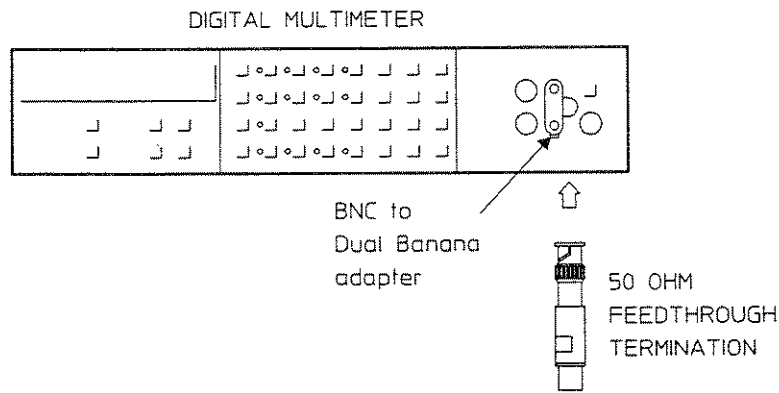 DIGITAL MULTIMETER
BNC to
Dual Banana
adapter
50 OHM
FEEDTHROUGH
TERMINATION